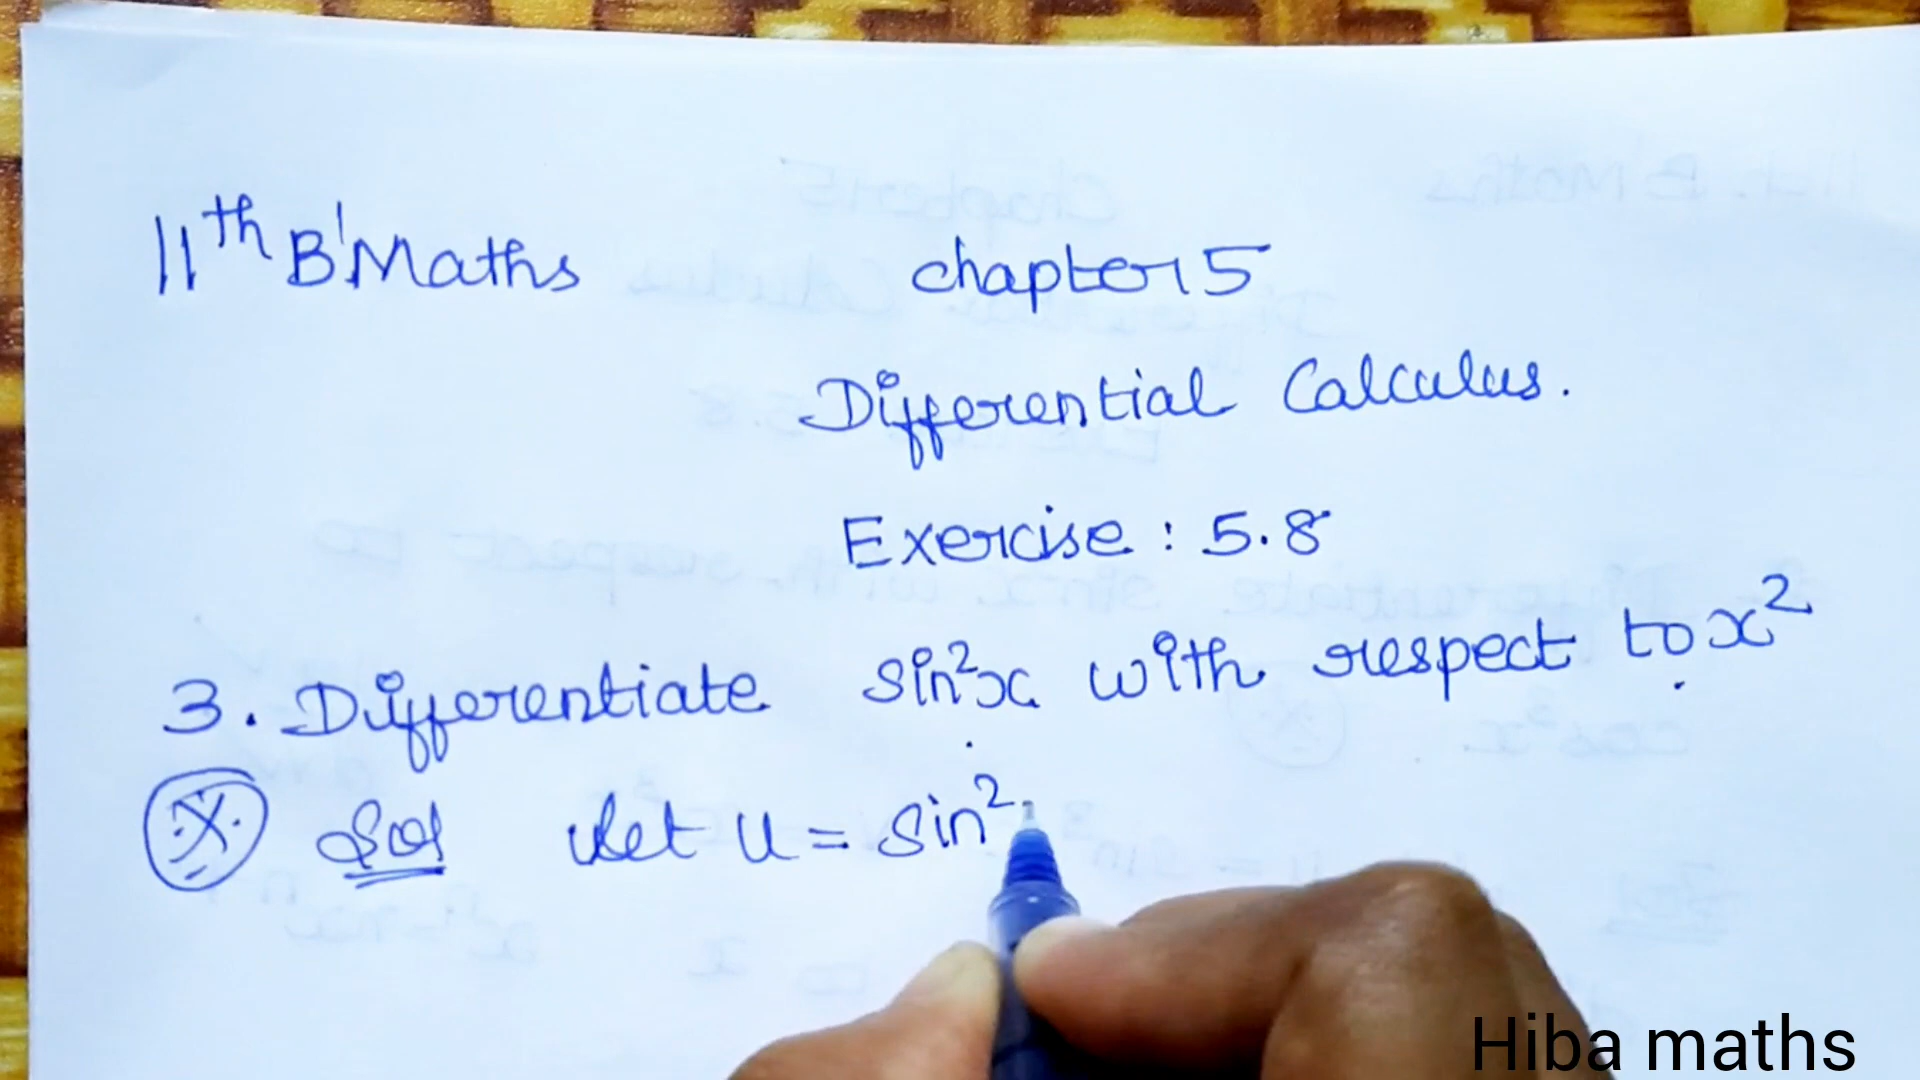 11th B'Maths chapter 5
Differential Calculus.
Exercise : 5.8
3. Differentiate sin²x with respect to x²
X Sol Let u = sin²
Hiba maths